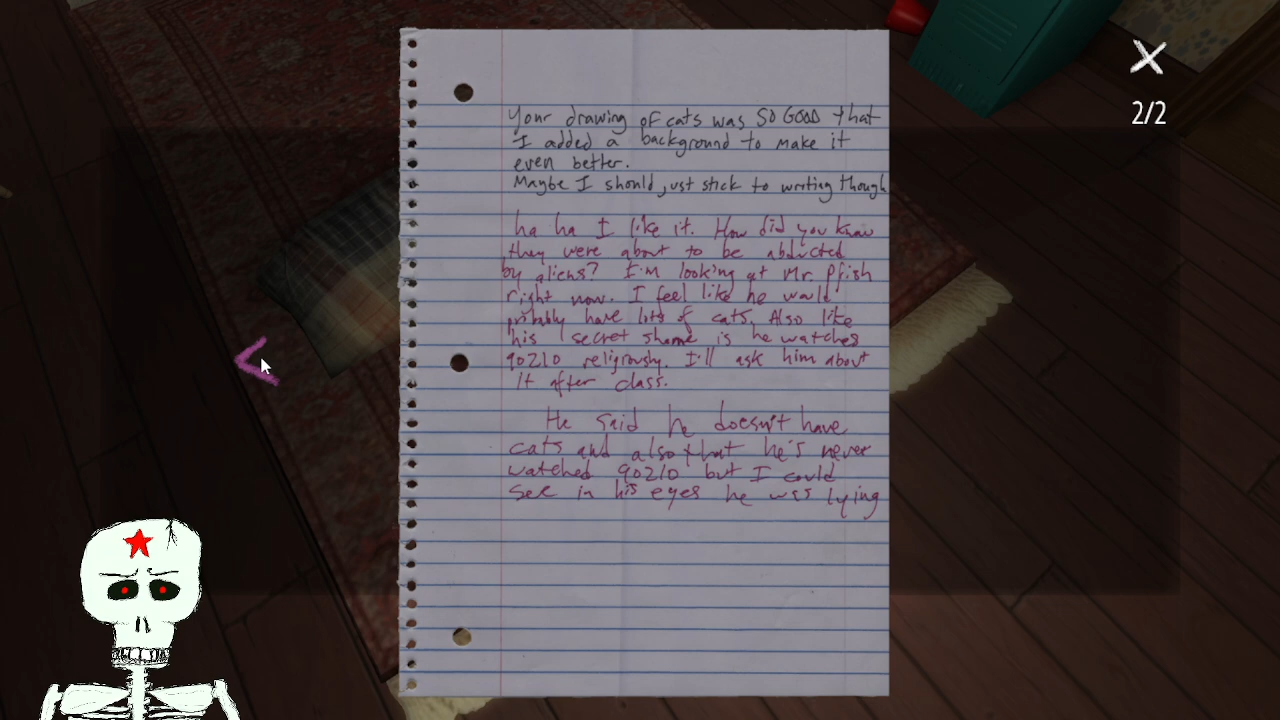 2/2
Your drawing of cats was SO GOOD that
I added a background to make it
even better.
Maybe I should just stick to writing though
ha ha I like it. How did you know
they were about to be abducted
by aliens? I'm looking at Mr. Pfish
right now. I feel like he would
probably have lots of cats. Also like
his secret shame is he watches
90210 religiously. I'll ask him about
it after class.
He said he doesn't have
cats and also that he's never
watched 90210 but I could
see in his eyes he was lying